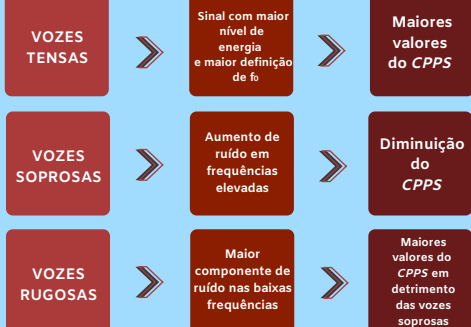 VOZES
TENSAS
Sinal com maior
nível de
energia
e maior definição
de f₀
Maiores
valores
do CPPS
VOZES
SOPROSAS
Aumento de
ruído em
frequências
elevadas
Diminuição
do
CPPS
VOZES
RUGOSAS
Maior
componente de
ruído nas baixas
frequências
Maiores
valores do
CPPS em
detrimento
das vozes
soprosas